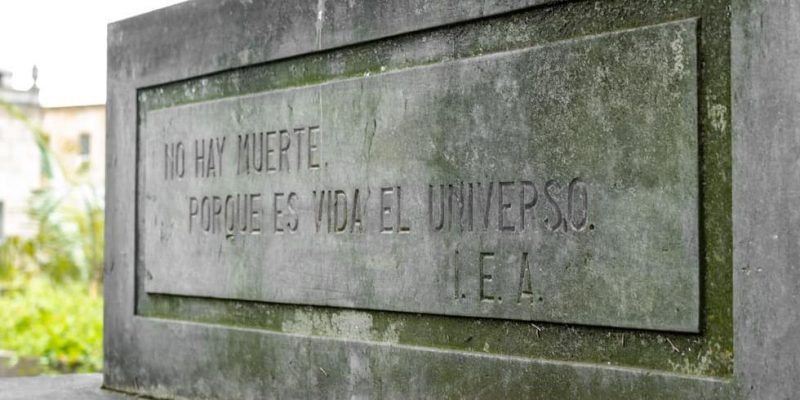 NO HAY MUERTE.
PORQUE ES VIDA EL UNIVERSO.
I. E. A.